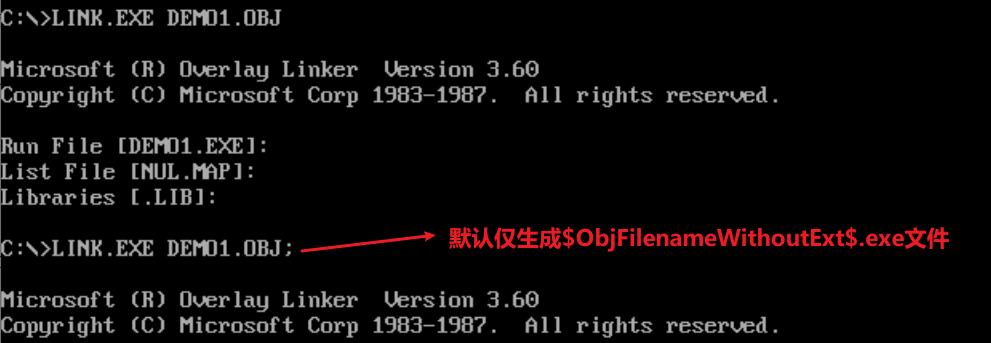 C:\>LINK.EXE DEMO1.OBJ
Microsoft (R) Overlay Linker  Version 3.60
Copyright (C) Microsoft Corp 1983-1987.  All rights reserved.
Run File [DEMO1.EXE]:
List File [NUL.MAP]:
Libraries [.LIB]:
C:\>LINK.EXE DEMO1.OBJ;
默认仅生成$ObjFilenameWithoutExt$.exe文件
Microsoft (R) Overlay Linker  Version 3.60
Copyright (C) Microsoft Corp 1983-1987.  All rights reserved.